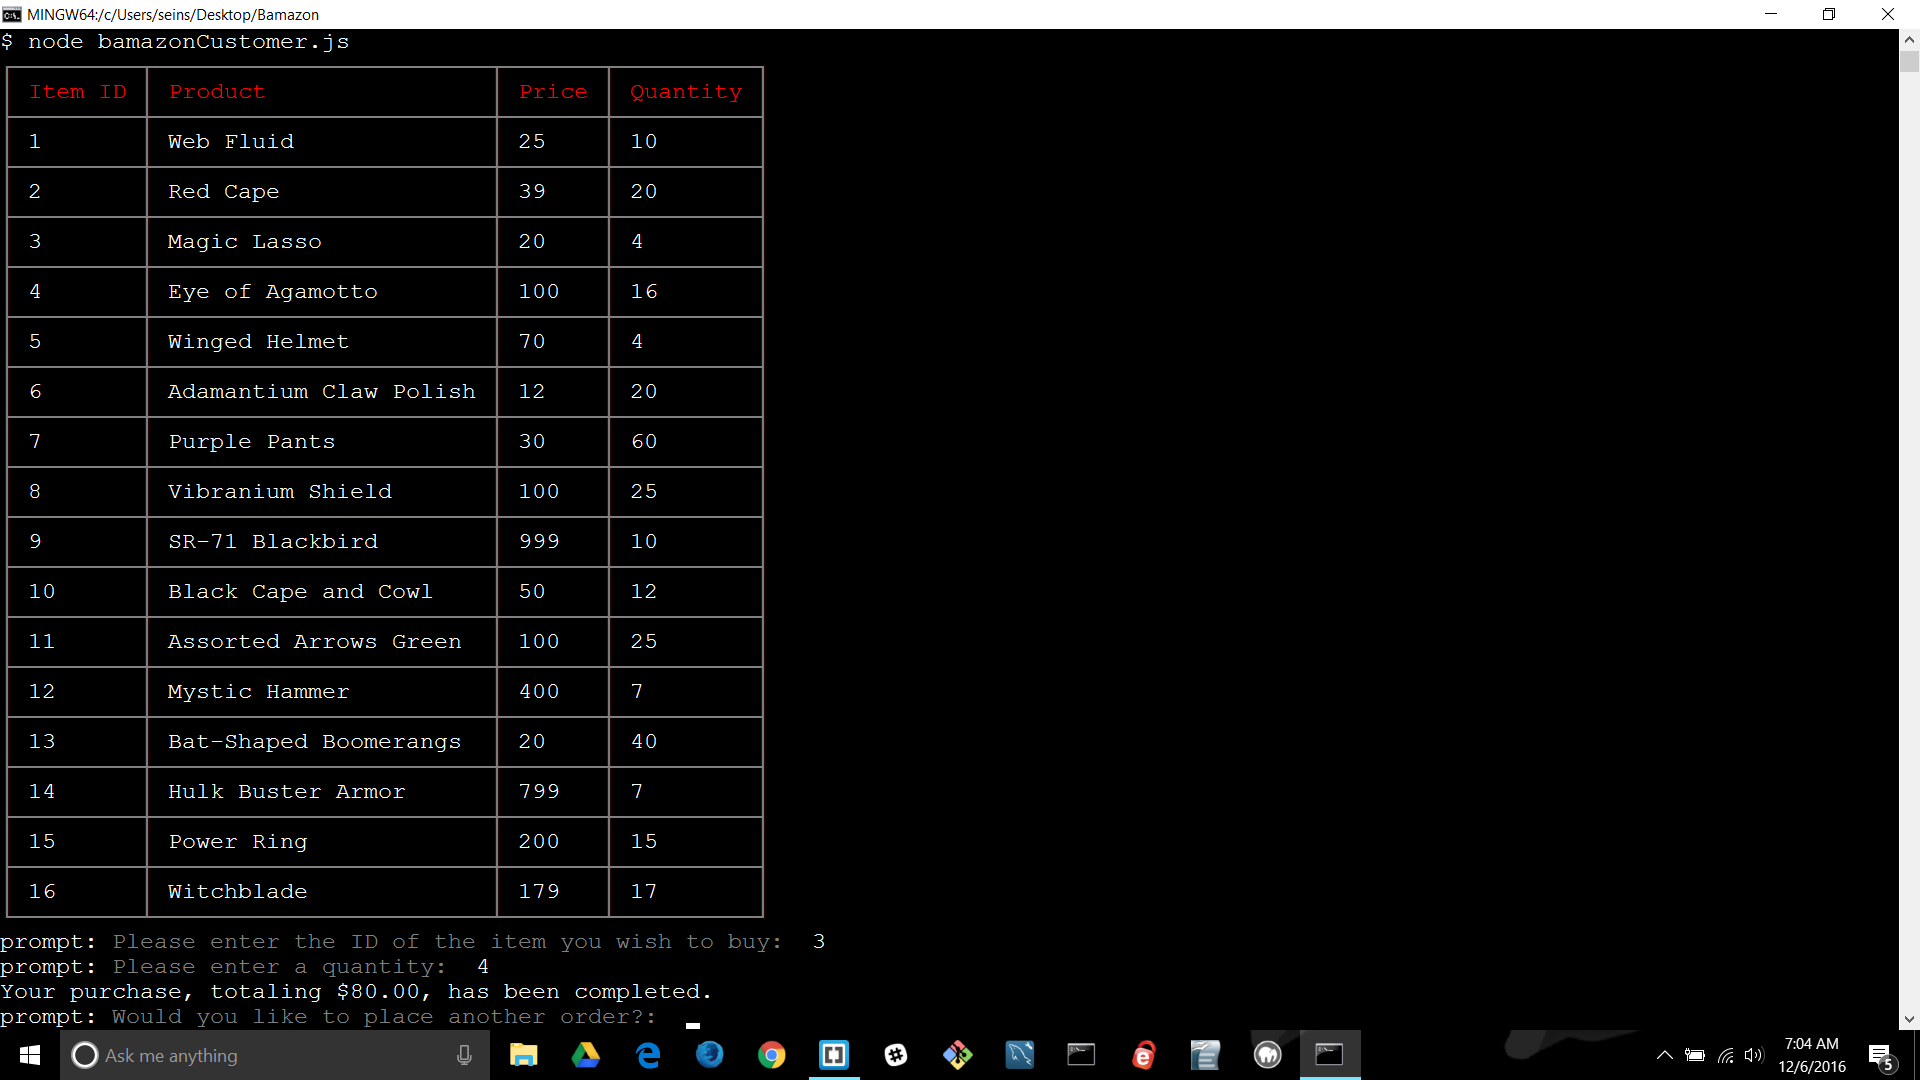 MINGW64:/c/Users/seins/Desktop/Bamazon
$ node bamazonCustomer.js
Item ID Product Price Quantity
1 Web Fluid 25 10
2 Red Cape 39 20
3 Magic Lasso 20 4
4 Eye of Agamotto 100 16
5 Winged Helmet 70 4
6 Adamantium Claw Polish 12 20
7 Purple Pants 30 60
8 Vibranium Shield 100 25
9 SR-71 Blackbird 999 10
10 Black Cape and Cowl 50 12
11 Assorted Arrows Green 100 25
12 Mystic Hammer 400 7
13 Bat-Shaped Boomerangs 20 40
14 Hulk Buster Armor 799 7
15 Power Ring 200 15
16 Witchblade 179 17
prompt: Please enter the ID of the item you wish to buy:  3
prompt: Please enter a quantity:  4
Your purchase, totaling $80.00, has been completed.
prompt: Would you like to place another order?:
Ask me anything
7:04 AM
12/6/2016
5